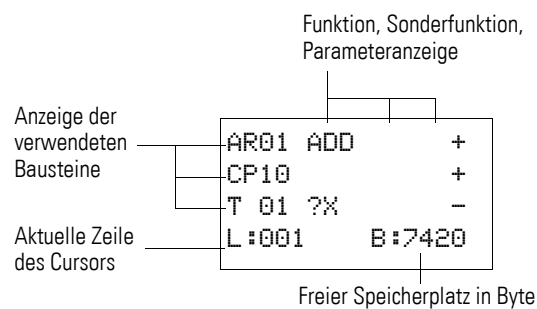 Funktion, Sonderfunktion,
Parameteranzeige
Anzeige der
verwendeten
Bausteine
AR01 ADD +
CP10 +
T 01 ?X -
L:001 B:7420
Aktuelle Zeile
des Cursors
Freier Speicherplatz in Byte